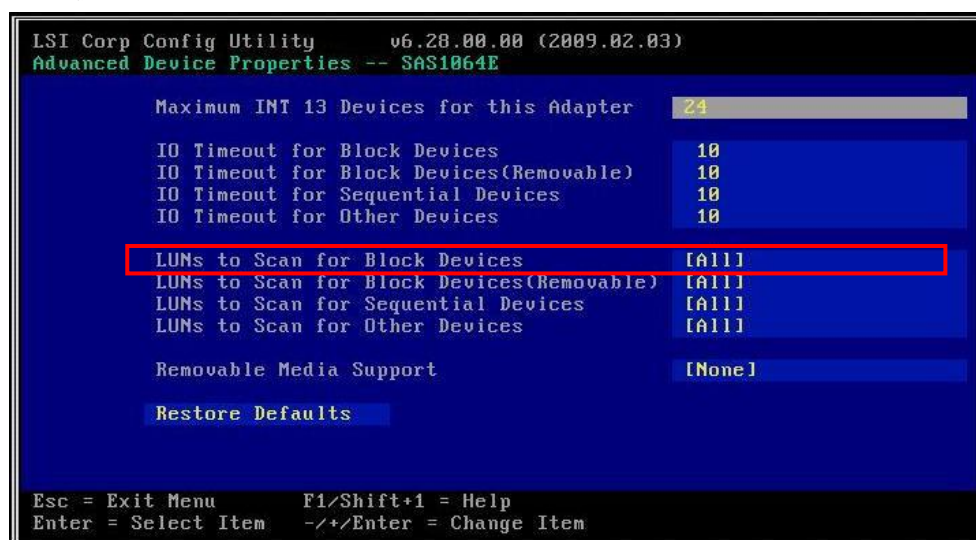 LSI Corp Config Utility v6.28.00.00 (2009.02.03)
Advanced Device Properties -- SAS1064E
Maximum INT 13 Devices for this Adapter 24
IO Timeout for Block Devices 10
IO Timeout for Block Devices(Removable) 10
IO Timeout for Sequential Devices 10
IO Timeout for Other Devices 10
LUNs to Scan for Block Devices [All]
LUNs to Scan for Block Devices(Removable) [All]
LUNs to Scan for Sequential Devices [All]
LUNs to Scan for Other Devices [All]
Removable Media Support [None]
Restore Defaults
Esc = Exit Menu F1/Shift+1 = Help
Enter = Select Item -/+/Enter = Change Item